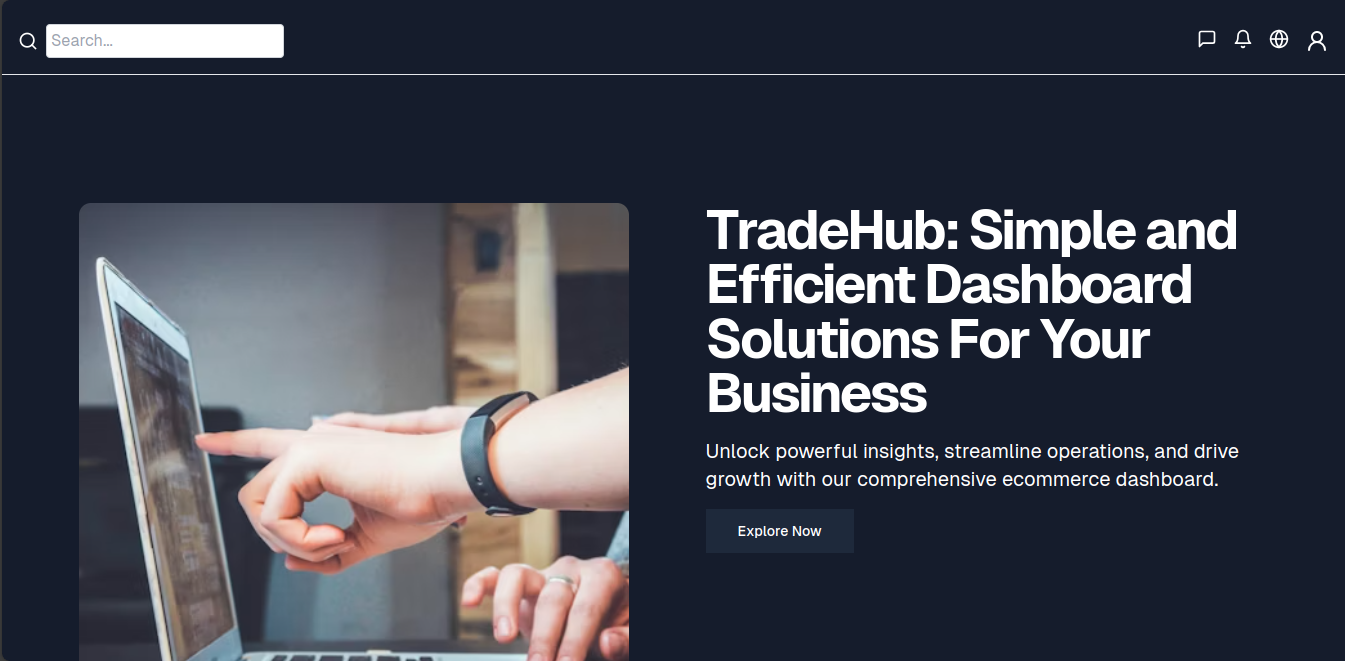 Search...
TradeHub: Simple and
Efficient Dashboard
Solutions For Your
Business
Unlock powerful insights, streamline operations, and drive
growth with our comprehensive ecommerce dashboard.
Explore Now